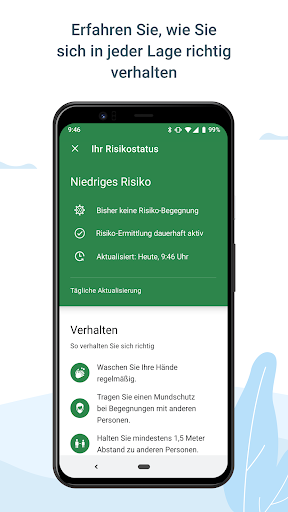 Erfahren Sie, wie Sie
sich in jeder Lage richtig
verhalten
9:46
99%
Ihr Risikostatus
Niedriges Risiko
Bisher keine Risiko-Begegnung
Risiko-Ermittlung dauerhaft aktiv
Aktualisiert: Heute, 9:46 Uhr
Tägliche Aktualisierung
Verhalten
So verhalten Sie sich richtig
Waschen Sie Ihre Hände
regelmäßig.
Tragen Sie einen Mundschutz
bei Begegnungen mit anderen
Personen.
Halten Sie mindestens 1,5 Meter
Abstand zu anderen Personen.